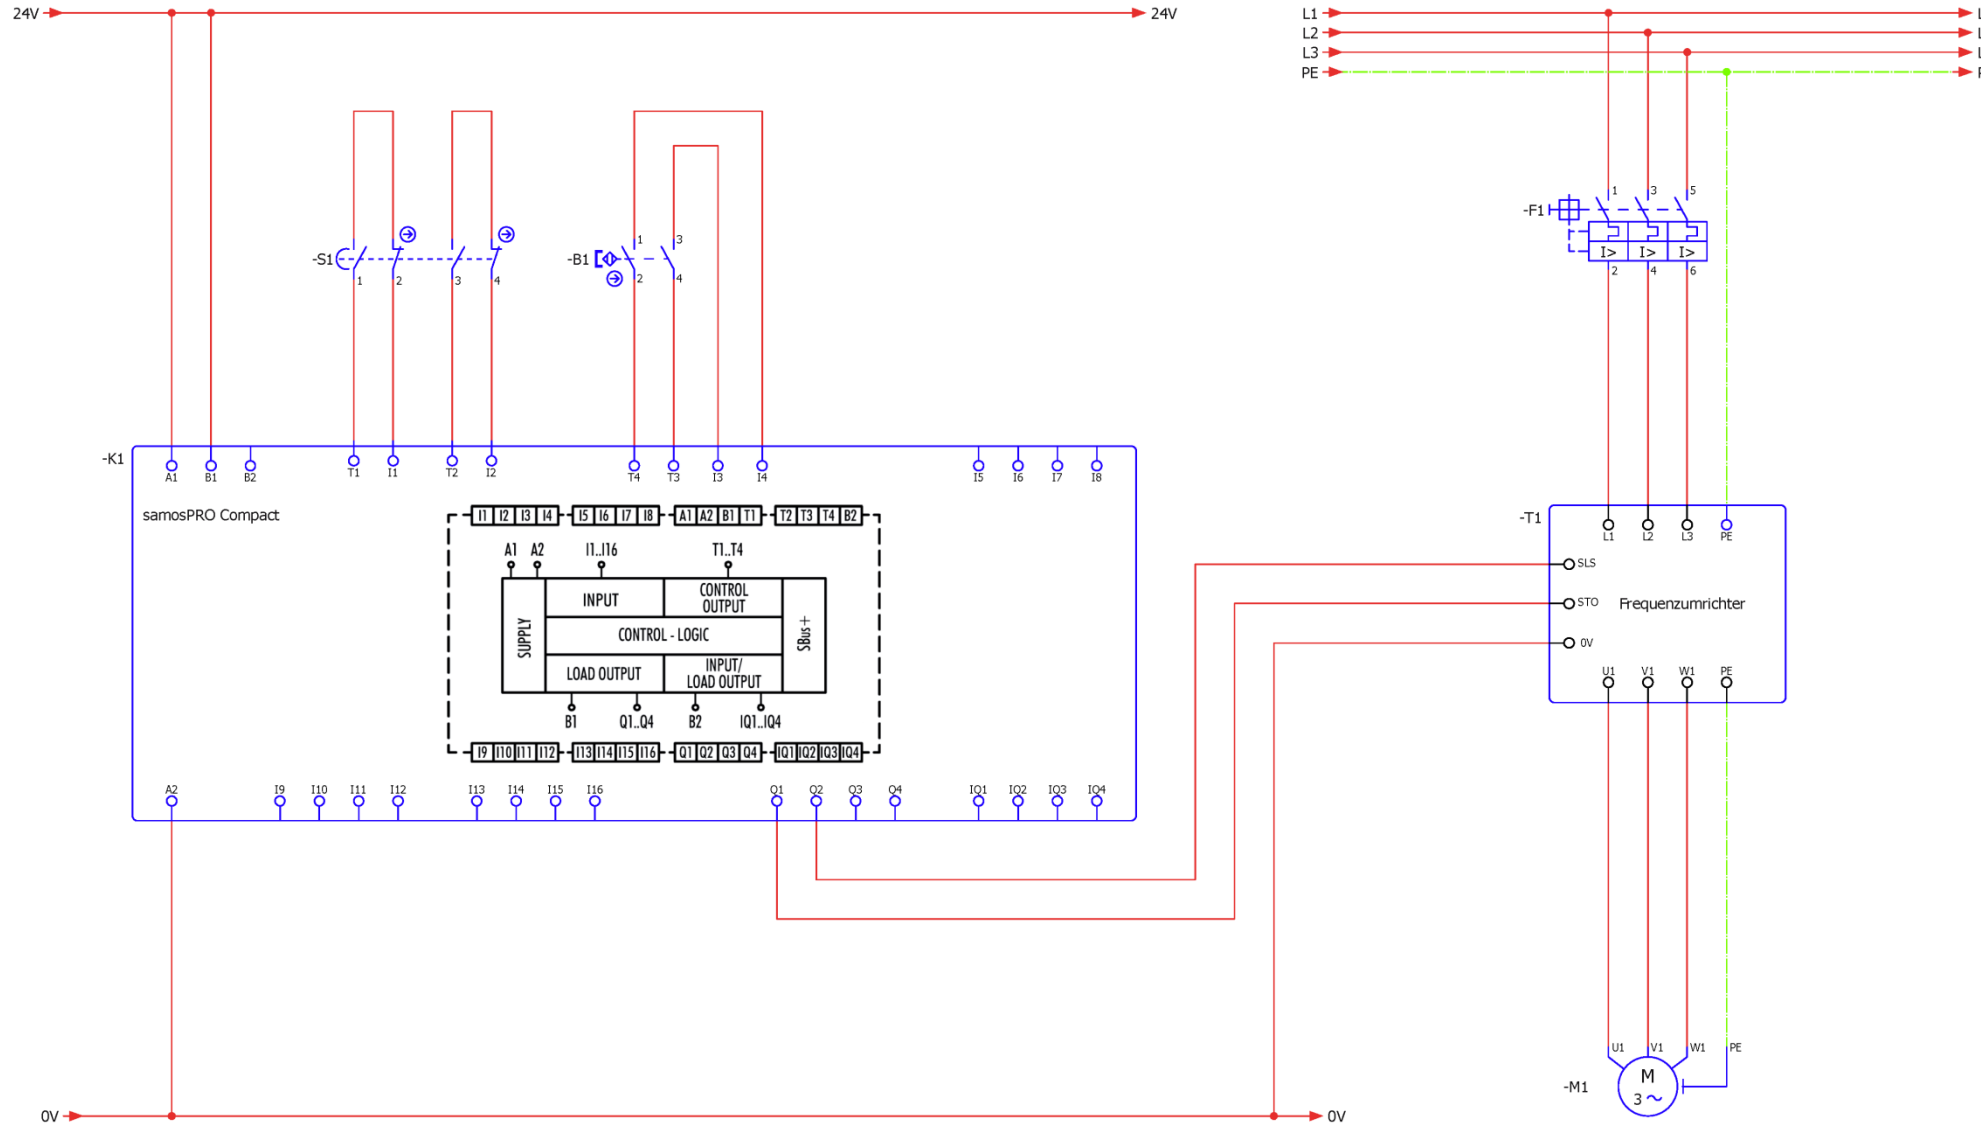 24V
24V
L1
L2
L3
PE
L
L
L
-S1
1
2
3
4
-B1
1
2
3
4
-F1
1
3
5
I>
I>
I>
2
4
6
-K1
A1
B1
B2
T1
I1
T2
I2
T4
T3
I3
I4
I5
I6
I7
I8
samosPRO Compact
I1 I2 I3 I4
I5 I6 I7 I8
A1 A2 B1 T1
T2 T3 T4 B2
A1
A2
I1..I16
T1..T4
SUPPLY
INPUT
CONTROL
OUTPUT
CONTROL - LOGIC
LOAD OUTPUT
INPUT/
LOAD OUTPUT
SBus+
B1
Q1..Q4
B2
IQ1..IQ4
I9 I10 I11 I12
I13 I14 I15 I16
Q1 Q2 Q3 Q4
IQ1 IQ2 IQ3 IQ4
A2
I9
I10
I11
I12
I13
I14
I15
I16
Q1
Q2
Q3
Q4
IQ1
IQ2
IQ3
IQ4
-T1
L1
L2
L3
PE
SLS
STO
0V
Frequenzumrichter
U1
V1
W1
PE
-M1
U1
V1
W1
PE
M
3 ~
0V
0V